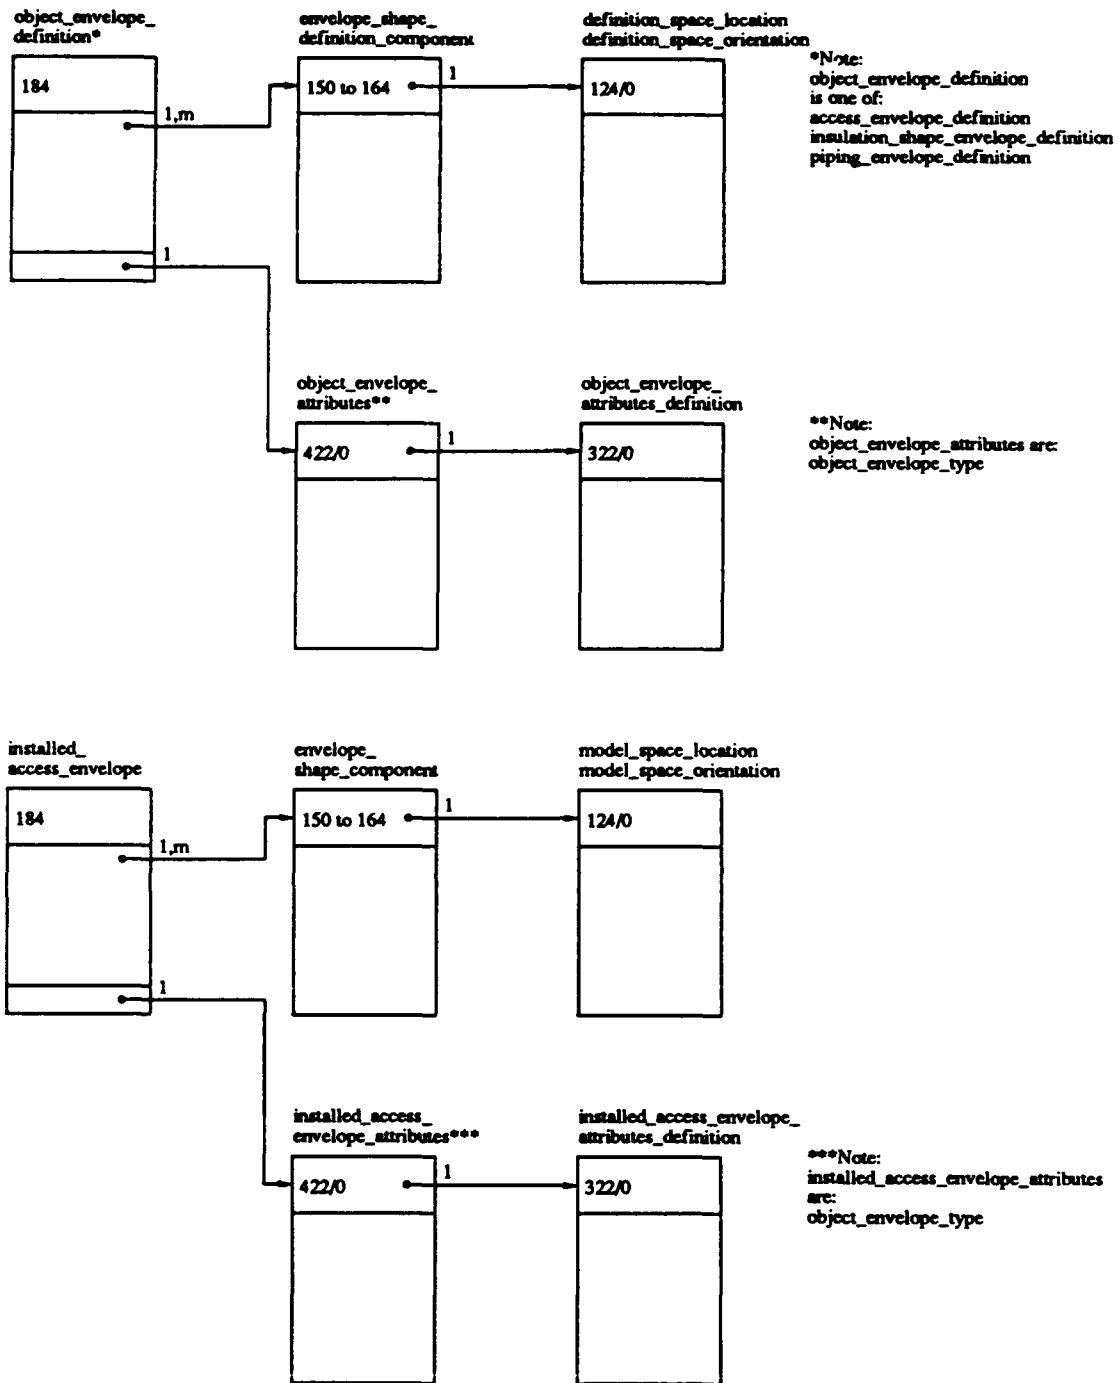 object_envelope_
definition*
184
1,m
1
envelope_shape_
definition_component
150 to 164
1
definition_space_location
definition_space_orientation
124/0
*Note:
object_envelope_definition
is one of:
access_envelope_definition
insulation_shape_envelope_definition
piping_envelope_definition
object_envelope_
attributes**
422/0
1
object_envelope_
attributes_definition
322/0
**Note:
object_envelope_attributes are:
object_envelope_type
installed_
access_envelope
184
1,m
1
envelope_
shape_component
150 to 164
1
model_space_location
model_space_orientation
124/0
installed_access_
envelope_attributes***
422/0
1
installed_access_envelope_
attributes_definition
322/0
***Note:
installed_access_envelope_attributes
are:
object_envelope_type